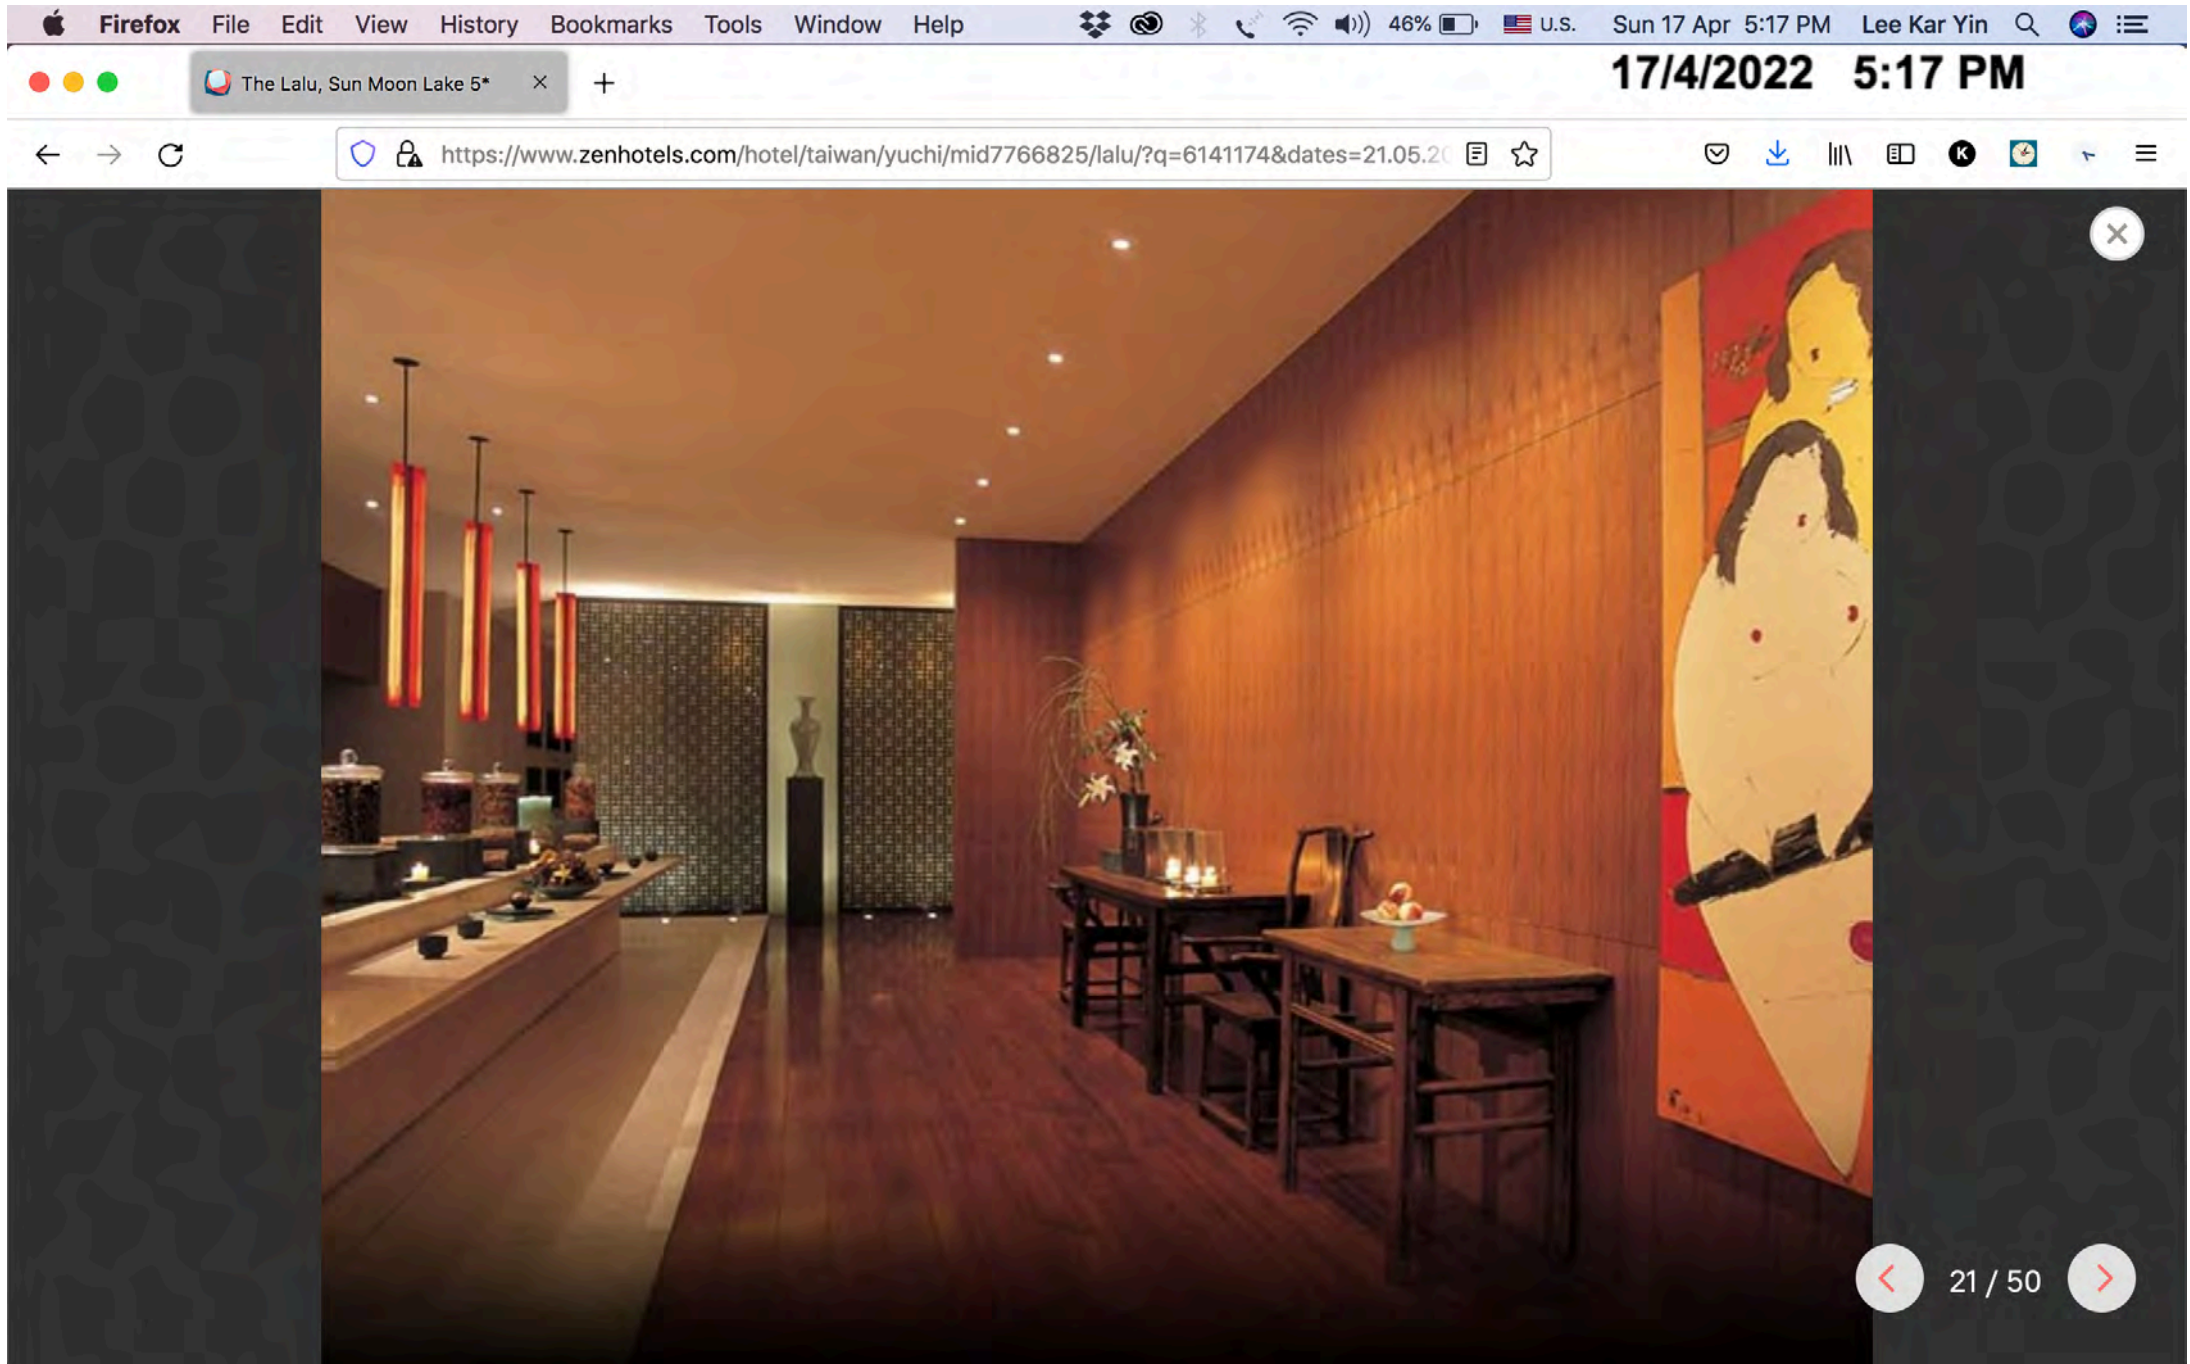 Firefox File Edit View History Bookmarks Tools Window Help 46% U.S. Sun 17 Apr 5:17 PM Lee Kar Yin
The Lalu, Sun Moon Lake 5*
17/4/2022 5:17 PM
https://www.zenhotels.com/hotel/taiwan/yuchi/mid7766825/lalu/?q=6141174&dates=21.05.20
K
21 / 50